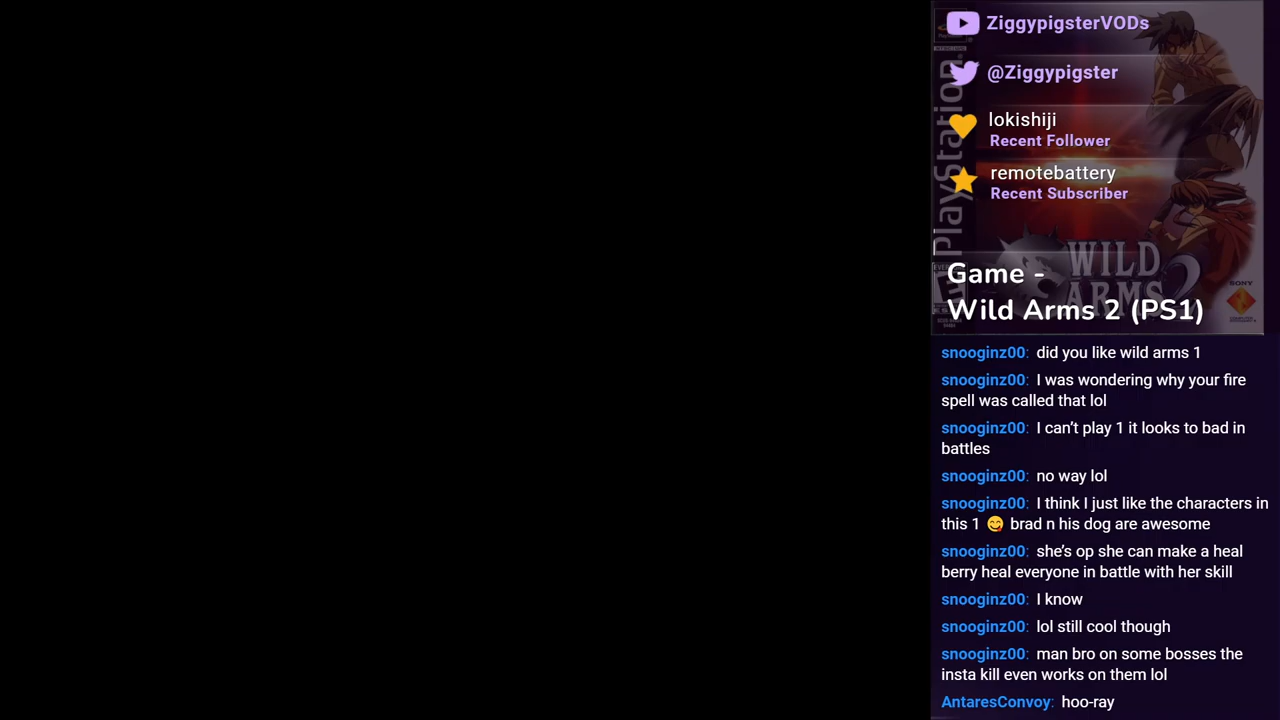 ZiggypigsterVODs
@Ziggypigster
lokishiji
Recent Follower
remotebattery
Recent Subscriber
PlayStation
WILD
ARMS 2
SONY
Game -
Wild Arms 2 (PS1)
snooginz00: did you like wild arms 1
snooginz00: I was wondering why your fire
spell was called that lol
snooginz00: I can't play 1 it looks to bad in
battles
snooginz00: no way lol
snooginz00: I think I just like the characters in
this 1 😋 brad n his dog are awesome
snooginz00: she's op she can make a heal
berry heal everyone in battle with her skill
snooginz00: I know
snooginz00: lol still cool though
snooginz00: man bro on some bosses the
insta kill even works on them lol
AntaresConvoy: hoo-ray